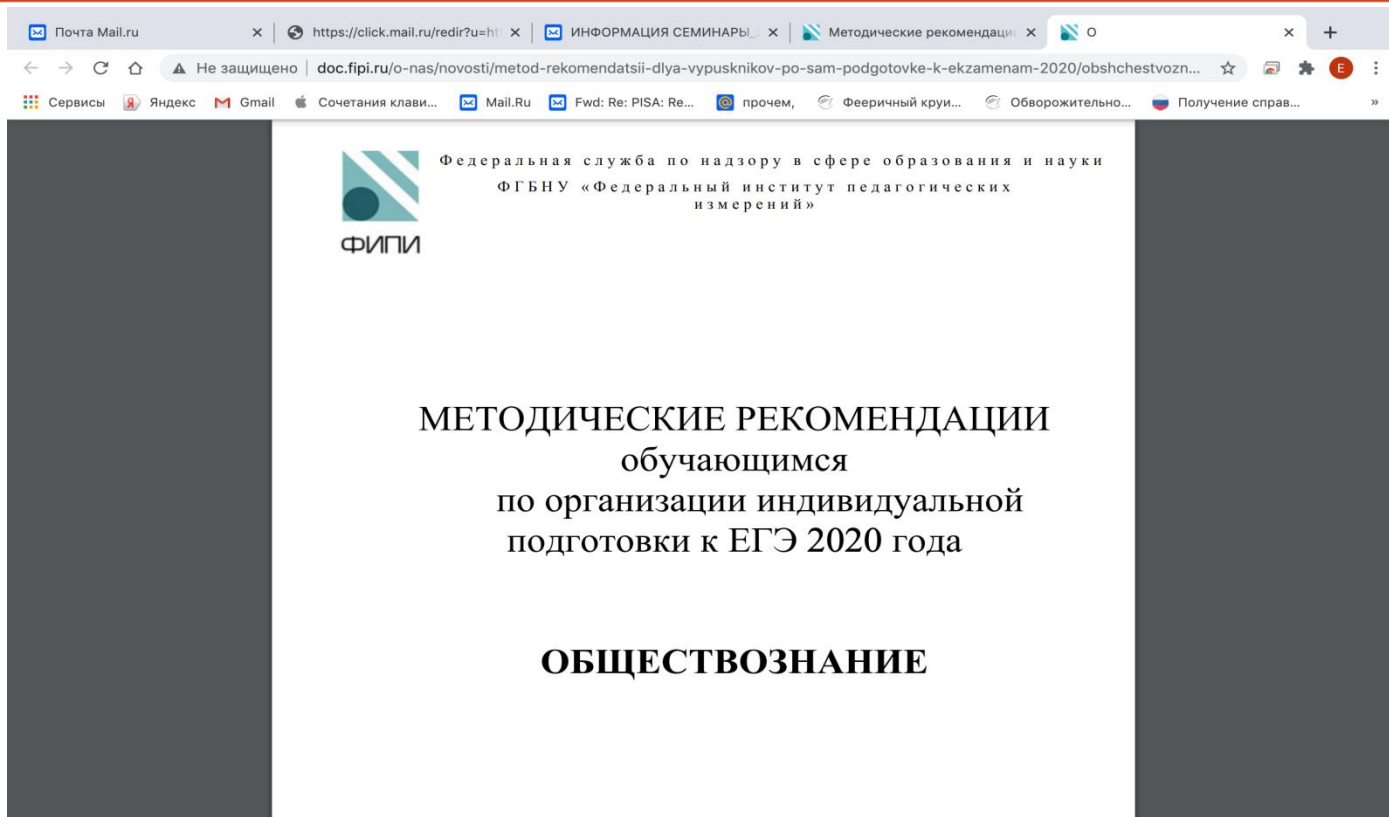 Почта Mail.ru
https://click.mail.ru/redir?u=ht
ИНФОРМАЦИЯ СЕМИНАРЫ_
Методические рекомендаци
О
Не защищено | doc.fipi.ru/o-nas/novosti/metod-rekomendatsii-dlya-vypusknikov-po-sam-podgotovke-k-ekzamenam-2020/obshchestvozn...
E
Сервисы
Я Яндекс
Gmail
Сочетания клави...
Mail.Ru
Fwd: Re: PISA: Re...
@ прочем,
Фееричный круи...
Обворожительно...
Получение справ...
»
Федеральная служба по надзору в сфере образования и науки
ФГБНУ «Федеральный институт педагогических
измерений»
ФИПИ
МЕТОДИЧЕСКИЕ РЕКОМЕНДАЦИИ
обучающимся
по организации индивидуальной
подготовки к ЕГЭ 2020 года
ОБЩЕСТВОЗНАНИЕ